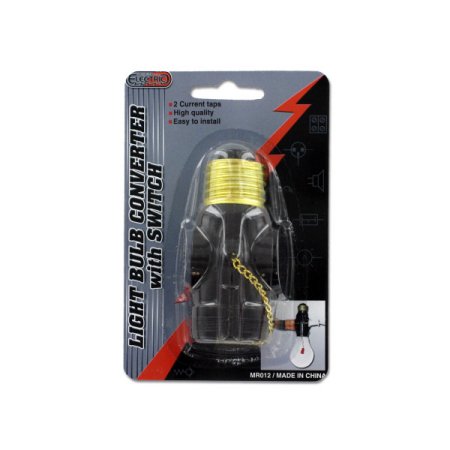 ELECTRIC
2 Current taps
High quality
Easy to install
LIGHT BULB CONVERTER
with SWITCH
MR012 / MADE IN CHINA